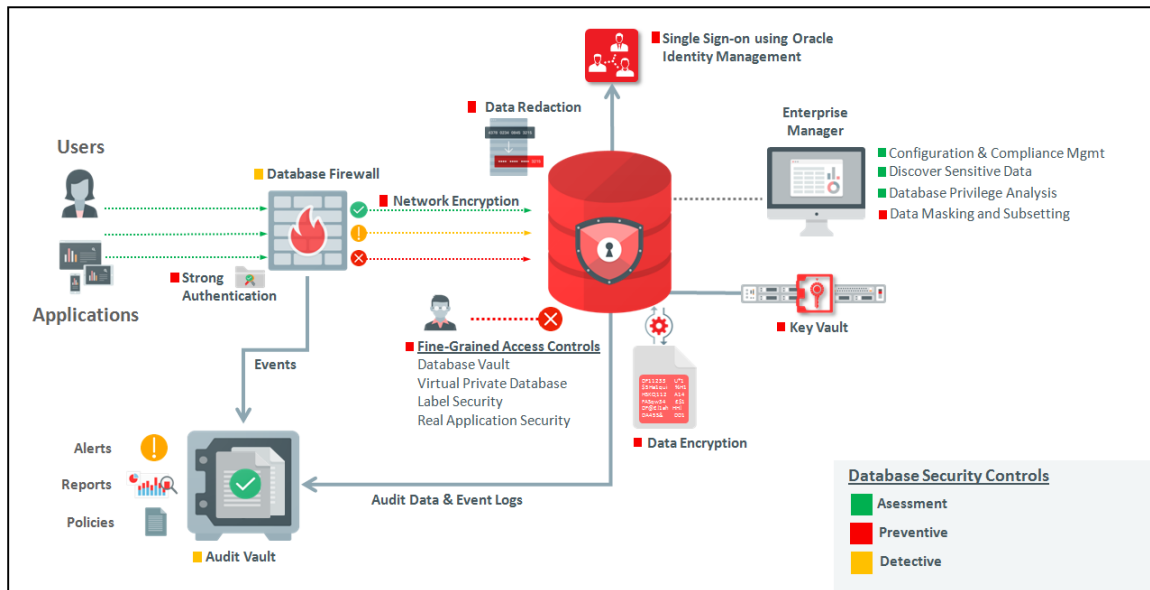 Single Sign-on using Oracle
Identity Management
Data Redaction
Enterprise
Manager
Configuration & Compliance Mgmt
Discover Sensitive Data
Database Privilege Analysis
Data Masking and Subsetting
Users
Database Firewall
Network Encryption
Strong
Authentication
Applications
Key Vault
Fine-Grained Access Controls
Database Vault
Virtual Private Database
Label Security
Real Application Security
Events
Data Encryption
Alerts
Reports
Policies
Audit Data & Event Logs
Audit Vault
Database Security Controls
Asessment
Preventive
Detective